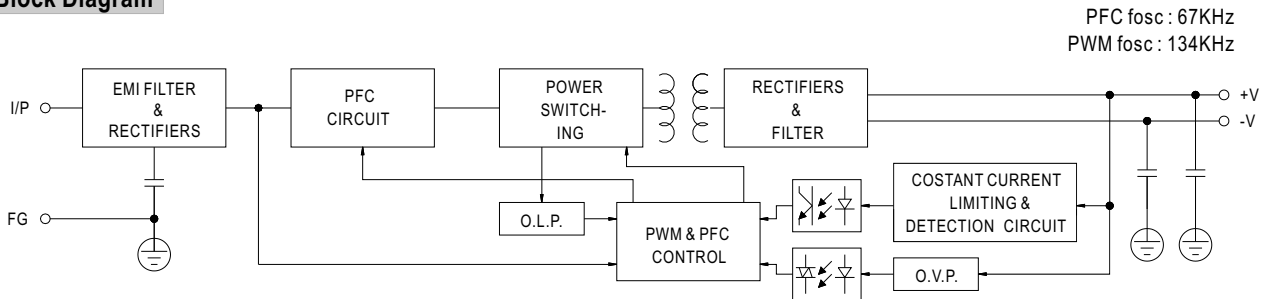 Block Diagram
PFC fosc : 67KHz
PWM fosc : 134KHz
I/P
EMI FILTER
&
RECTIFIERS
PFC
CIRCUIT
POWER
SWITCH-
ING
RECTIFIERS
&
FILTER
+V
-V
FG
O.L.P.
PWM & PFC
CONTROL
COSTANT CURRENT
LIMITING &
DETECTION CIRCUIT
O.V.P.